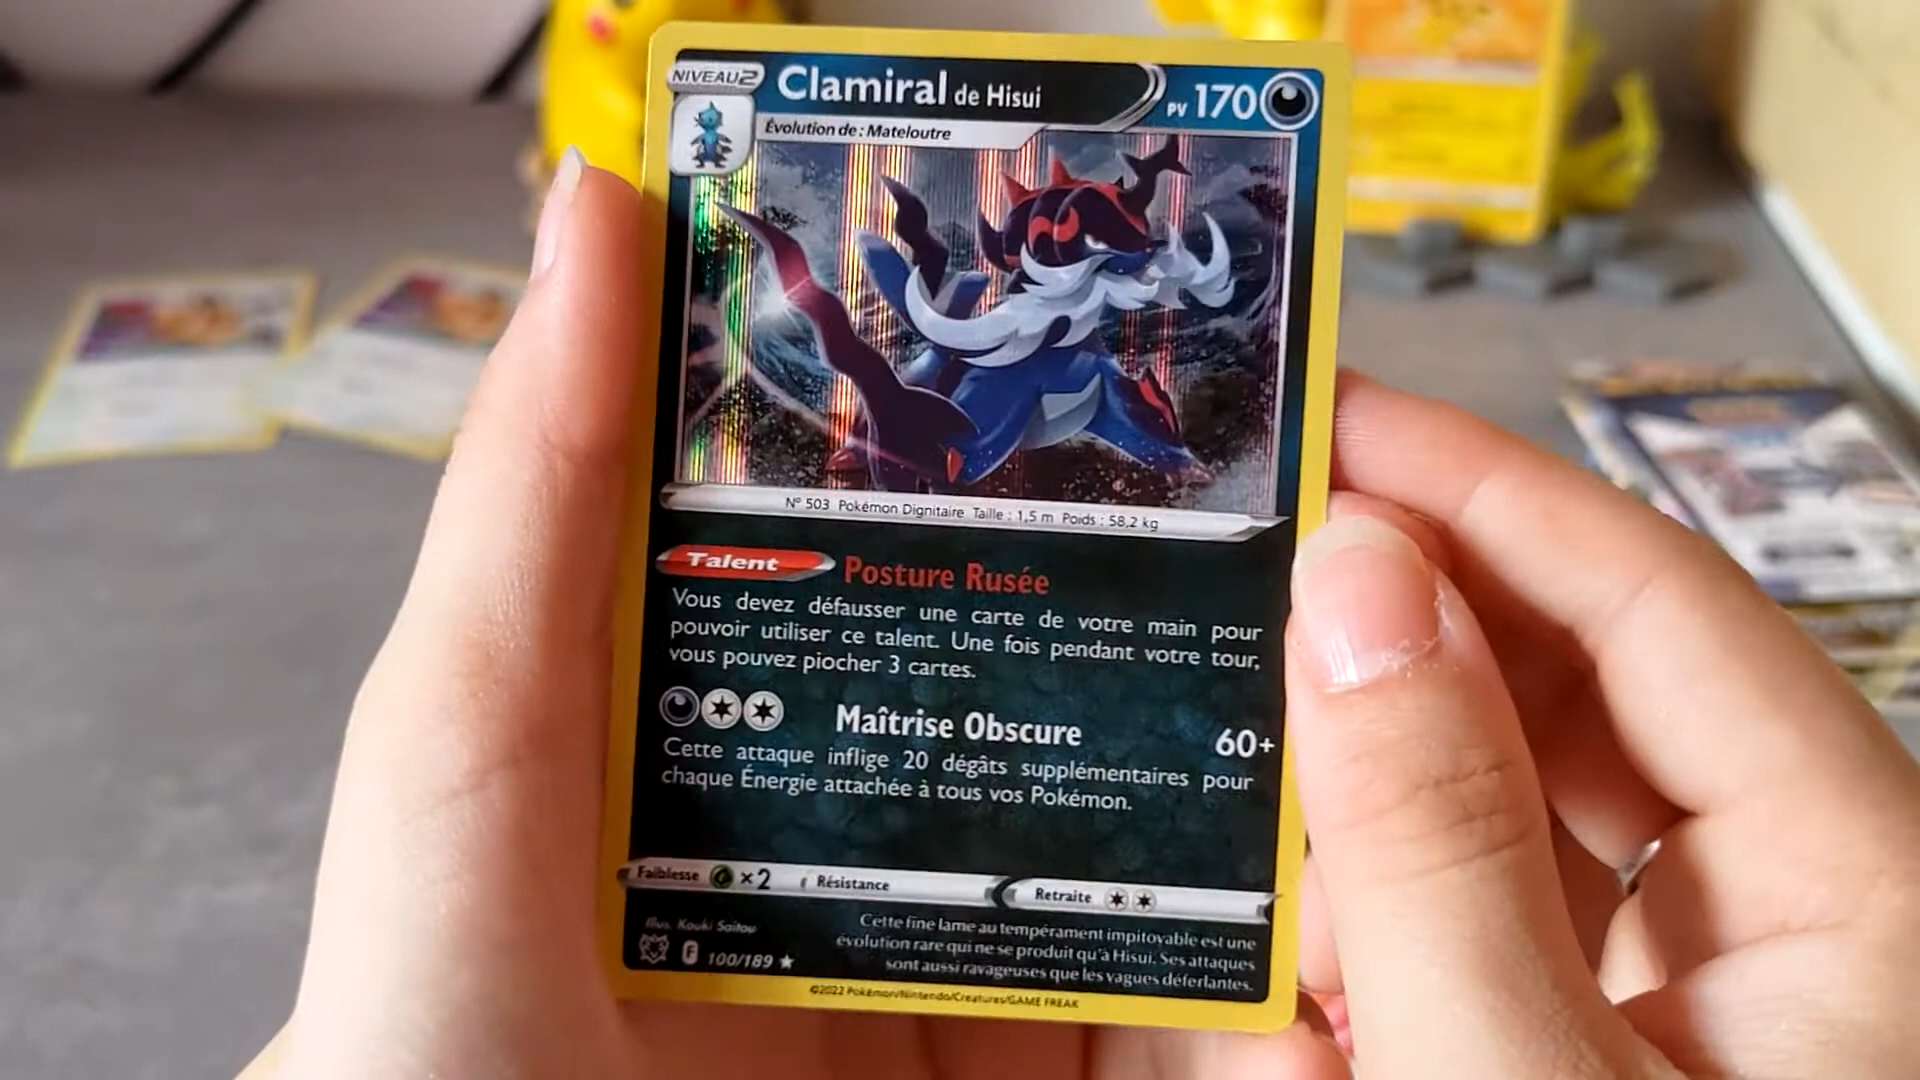 NIVEAU 2
Clamiral de Hisui
PV 170
Évolution de : Mateloutre
N° 503 Pokémon Dignitaire Taille : 1,5 m Poids : 58,2 kg
Talent Posture Rusée
Vous devez défausser une carte de votre main pour
pouvoir utiliser ce talent. Une fois pendant votre tour,
vous pouvez piocher 3 cartes.
Maîtrise Obscure 60+
Cette attaque inflige 20 dégâts supplémentaires pour
chaque Énergie attachée à tous vos Pokémon.
Faiblesse ×2 Résistance Retraite
Illus. Kouki Saitou
F 100/189 ★
Cette fine lame au tempérament impitoyable est une
évolution rare qui ne se produit qu'à Hisui. Ses attaques
sont aussi ravageuses que les vagues déferlantes.
©2022 Pokémon/Nintendo/Creatures/GAME FREAK